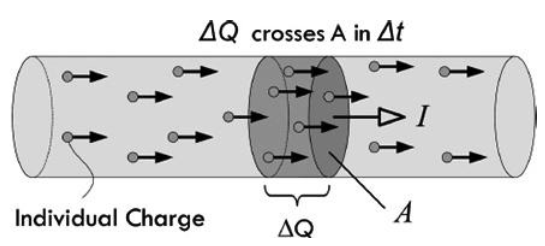 ΔQ crosses A in Δt
I
Individual Charge
ΔQ
A